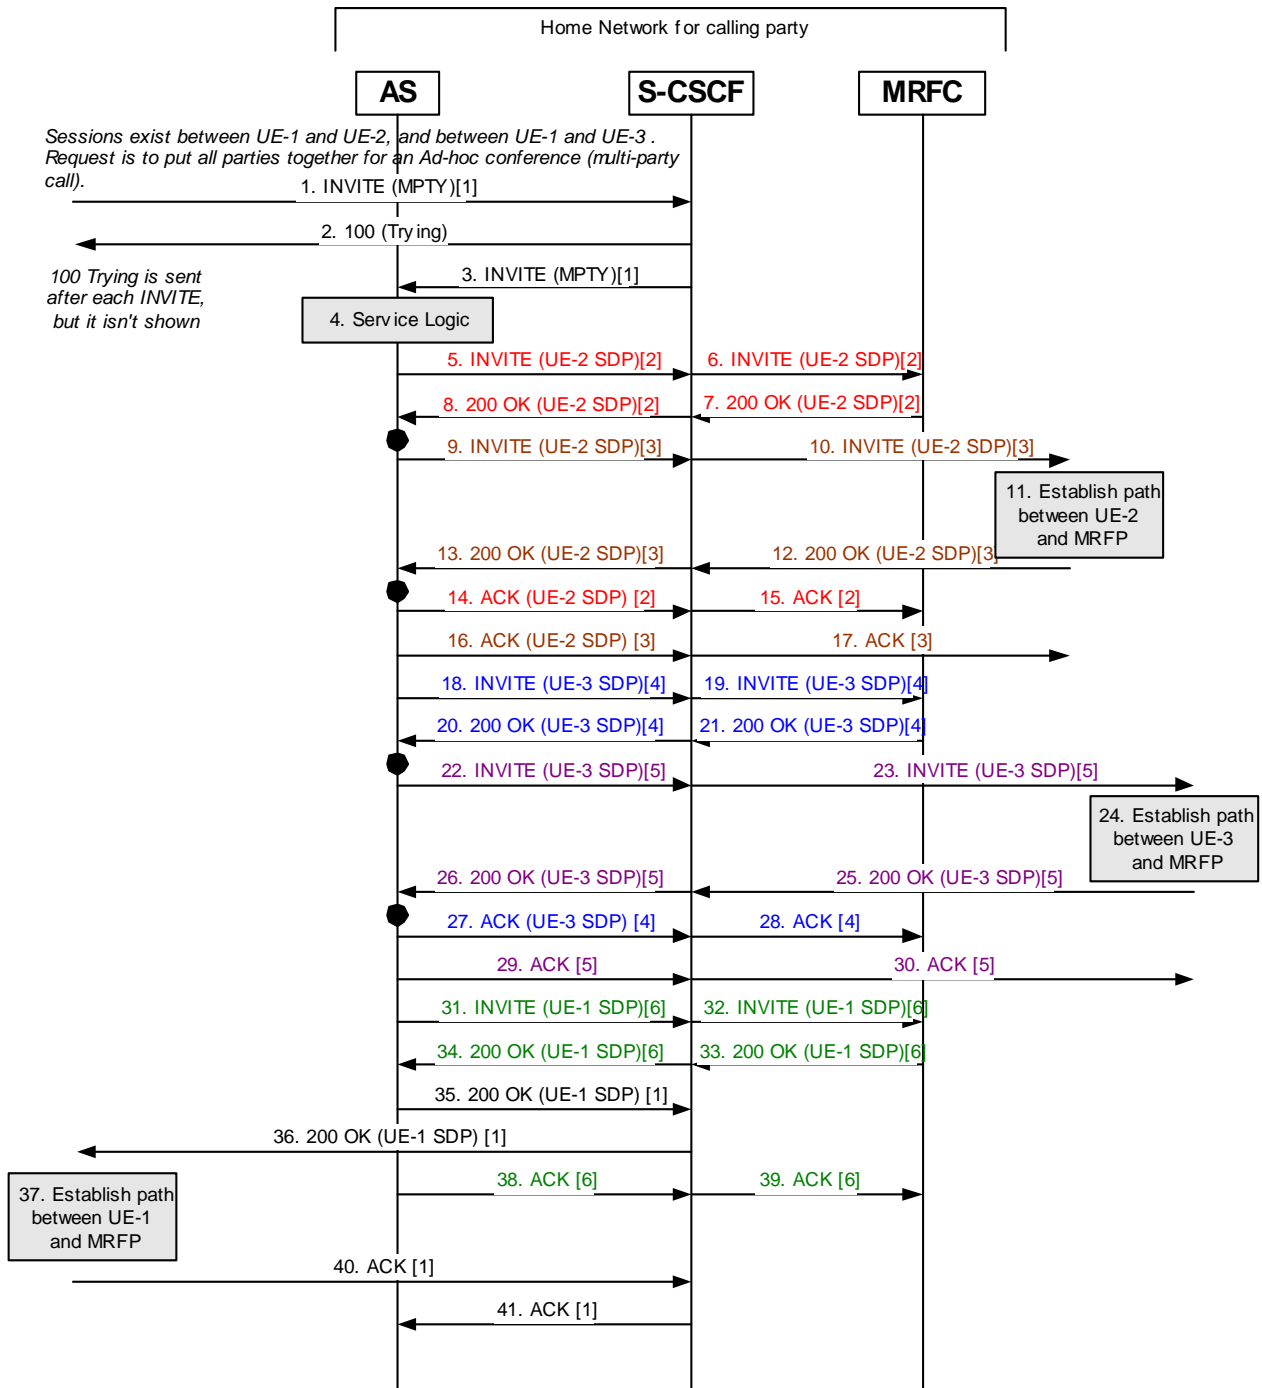 Home Network for calling party
AS
S-CSCF
MRFC
Sessions exist between UE-1 and UE-2, and between UE-1 and UE-3 .
Request is to put all parties together for an Ad-hoc conference (multi-party
call).
1. INVITE (MPTY)[1]
2. 100 (Trying)
100 Trying is sent
after each INVITE,
but it isn't shown
3. INVITE (MPTY)[1]
4. Service Logic
5. INVITE (UE-2 SDP)[2]
6. INVITE (UE-2 SDP)[2]
8. 200 OK (UE-2 SDP)[2]
7. 200 OK (UE-2 SDP)[2]
9. INVITE (UE-2 SDP)[3]
10. INVITE (UE-2 SDP)[3]
11. Establish path
between UE-2
and MRFP
13. 200 OK (UE-2 SDP)[3]
12. 200 OK (UE-2 SDP)[3]
14. ACK (UE-2 SDP) [2]
15. ACK [2]
16. ACK (UE-2 SDP) [3]
17. ACK [3]
18. INVITE (UE-3 SDP)[4]
19. INVITE (UE-3 SDP)[4]
20. 200 OK (UE-3 SDP)[4]
21. 200 OK (UE-3 SDP)[4]
22. INVITE (UE-3 SDP)[5]
23. INVITE (UE-3 SDP)[5]
24. Establish path
between UE-3
and MRFP
26. 200 OK (UE-3 SDP)[5]
25. 200 OK (UE-3 SDP)[5]
27. ACK (UE-3 SDP) [4]
28. ACK [4]
29. ACK [5]
30. ACK [5]
31. INVITE (UE-1 SDP)[6]
32. INVITE (UE-1 SDP)[6]
34. 200 OK (UE-1 SDP)[6]
33. 200 OK (UE-1 SDP)[6]
35. 200 OK (UE-1 SDP) [1]
36. 200 OK (UE-1 SDP) [1]
37. Establish path
between UE-1
and MRFP
38. ACK [6]
39. ACK [6]
40. ACK [1]
41. ACK [1]